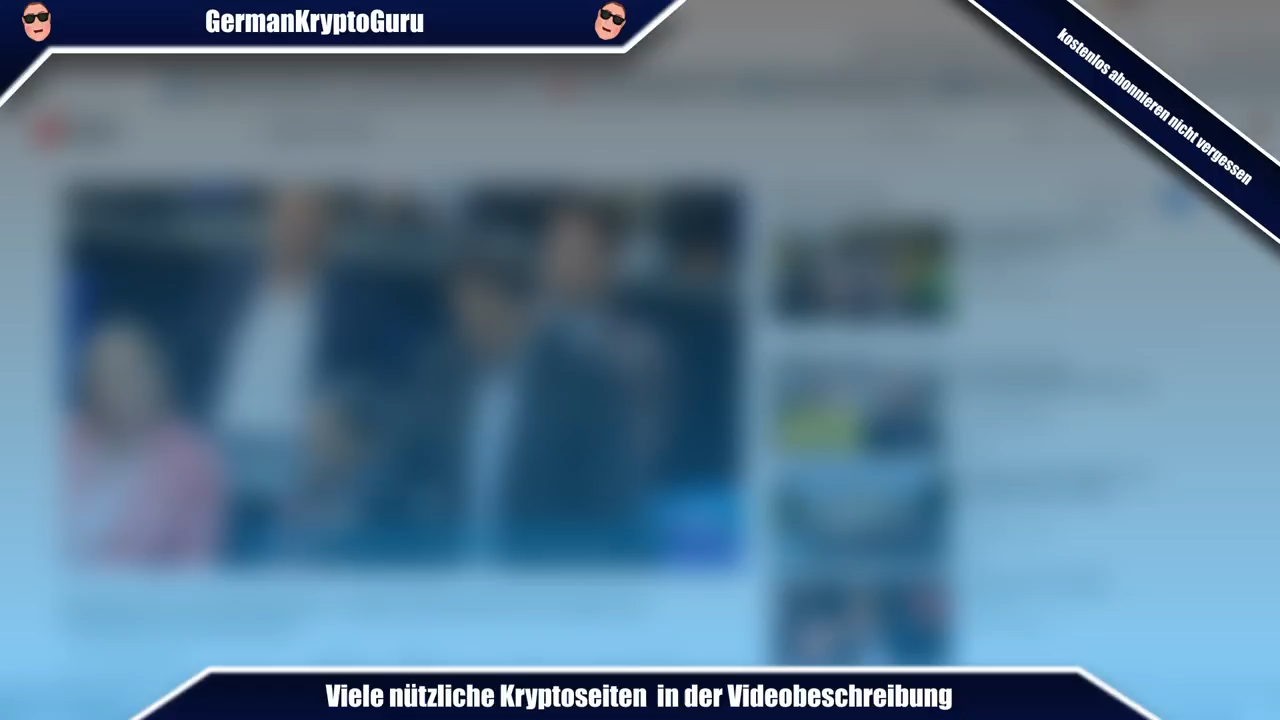 GermanKryptoGuru
kostenlos abonnieren nicht vergessen
Viele nützliche Kryptoseiten in der Videobeschreibung